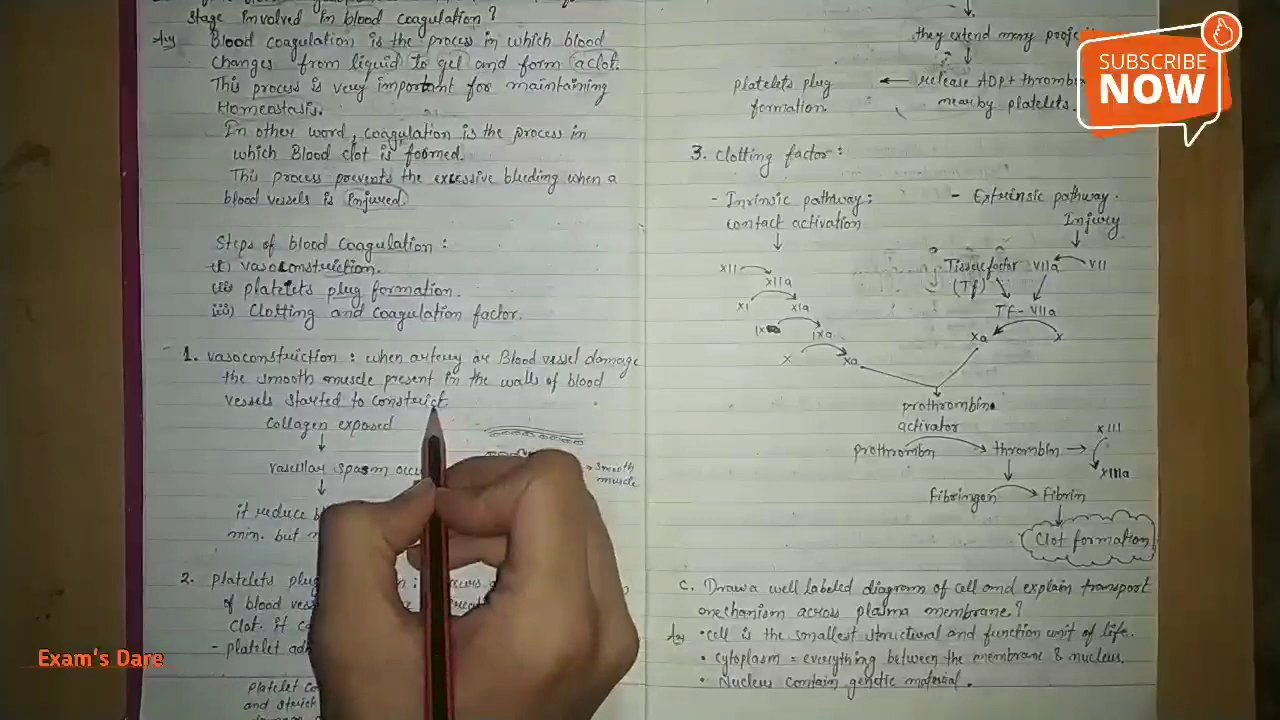 stage involved in blood coagulation?
Ans Blood coagulation is the process in which blood
changes from liquid to gel and form a clot.
This process is very important for maintaining
Homeostasis.
In other word, coagulation is the process in
which Blood clot is formed.
This process prevents the excessive bleeding when a
blood vessels is injured.
Steps of blood coagulation:
(i) vasoconstriction.
(ii) platelets plug formation.
(iii) Clotting and Coagulation factor.
1. vasoconstriction: when artery or Blood vessel damage
the smooth muscle present in the walls of blood
vessels started to constrict
Collagen exposed
vascular spasm
smooth
muscle
it reduce
min. but
2. platelets
of blood
clot. it
- platelet
platelet
and
they extend many
release ADP + 
nearby platelets.
platelets plug
formation.
3. Clotting factor:
- Intrinsic pathway:
contact activation
- Extrinsic pathway
Injury
XII
XIIa
XI
XIa
IX
IXa
X
Xa
Tissue factor
(Tf)
VIIa
VII
Tf-VIIa
Xa
X
prothrombin
activator
prothrombn
thrombin
XIII
XIIIa
Fibringen
Fibrin
Clot formation
C. Draw a well labeled diagram of cell and explain transport
mechanism across plasma membrane?
Ans • Cell is the smallest structural and function unit of life.
• Cytoplasm = everything between the membrane & nucleus.
• Nucleus contain genetic material.
SUBSCRIBE
NOW
Exam's Dare